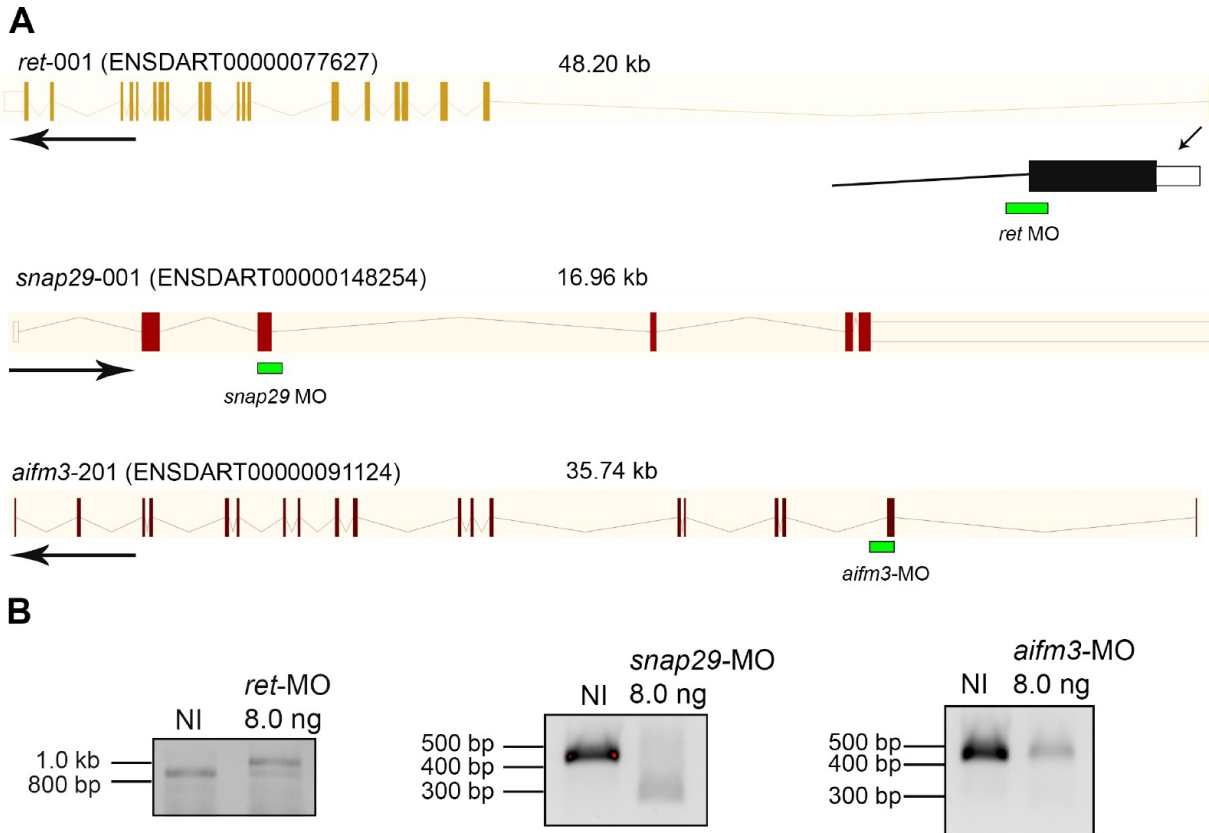 A
ret-001 (ENSDART00000077627) 48.20 kb
ret MO
snap29-001 (ENSDART00000148254) 16.96 kb
snap29 MO
aifm3-201 (ENSDART00000091124) 35.74 kb
aifm3-MO
B
ret-MO
NI 8.0 ng
1.0 kb
800 bp
snap29-MO
NI 8.0 ng
500 bp
400 bp
300 bp
aifm3-MO
NI 8.0 ng
500 bp
400 bp
300 bp